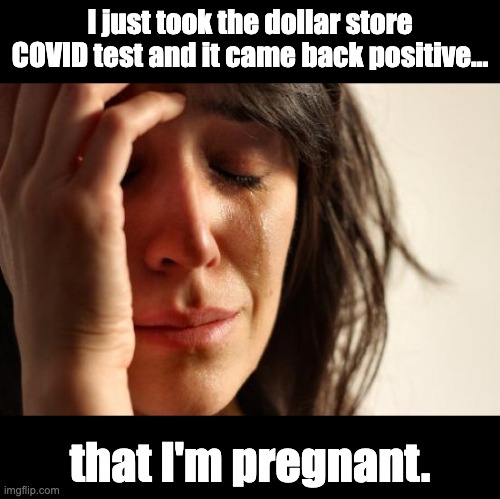 I just took the dollar store
COVID test and it came back positive...
that I'm pregnant.
imgflip.com